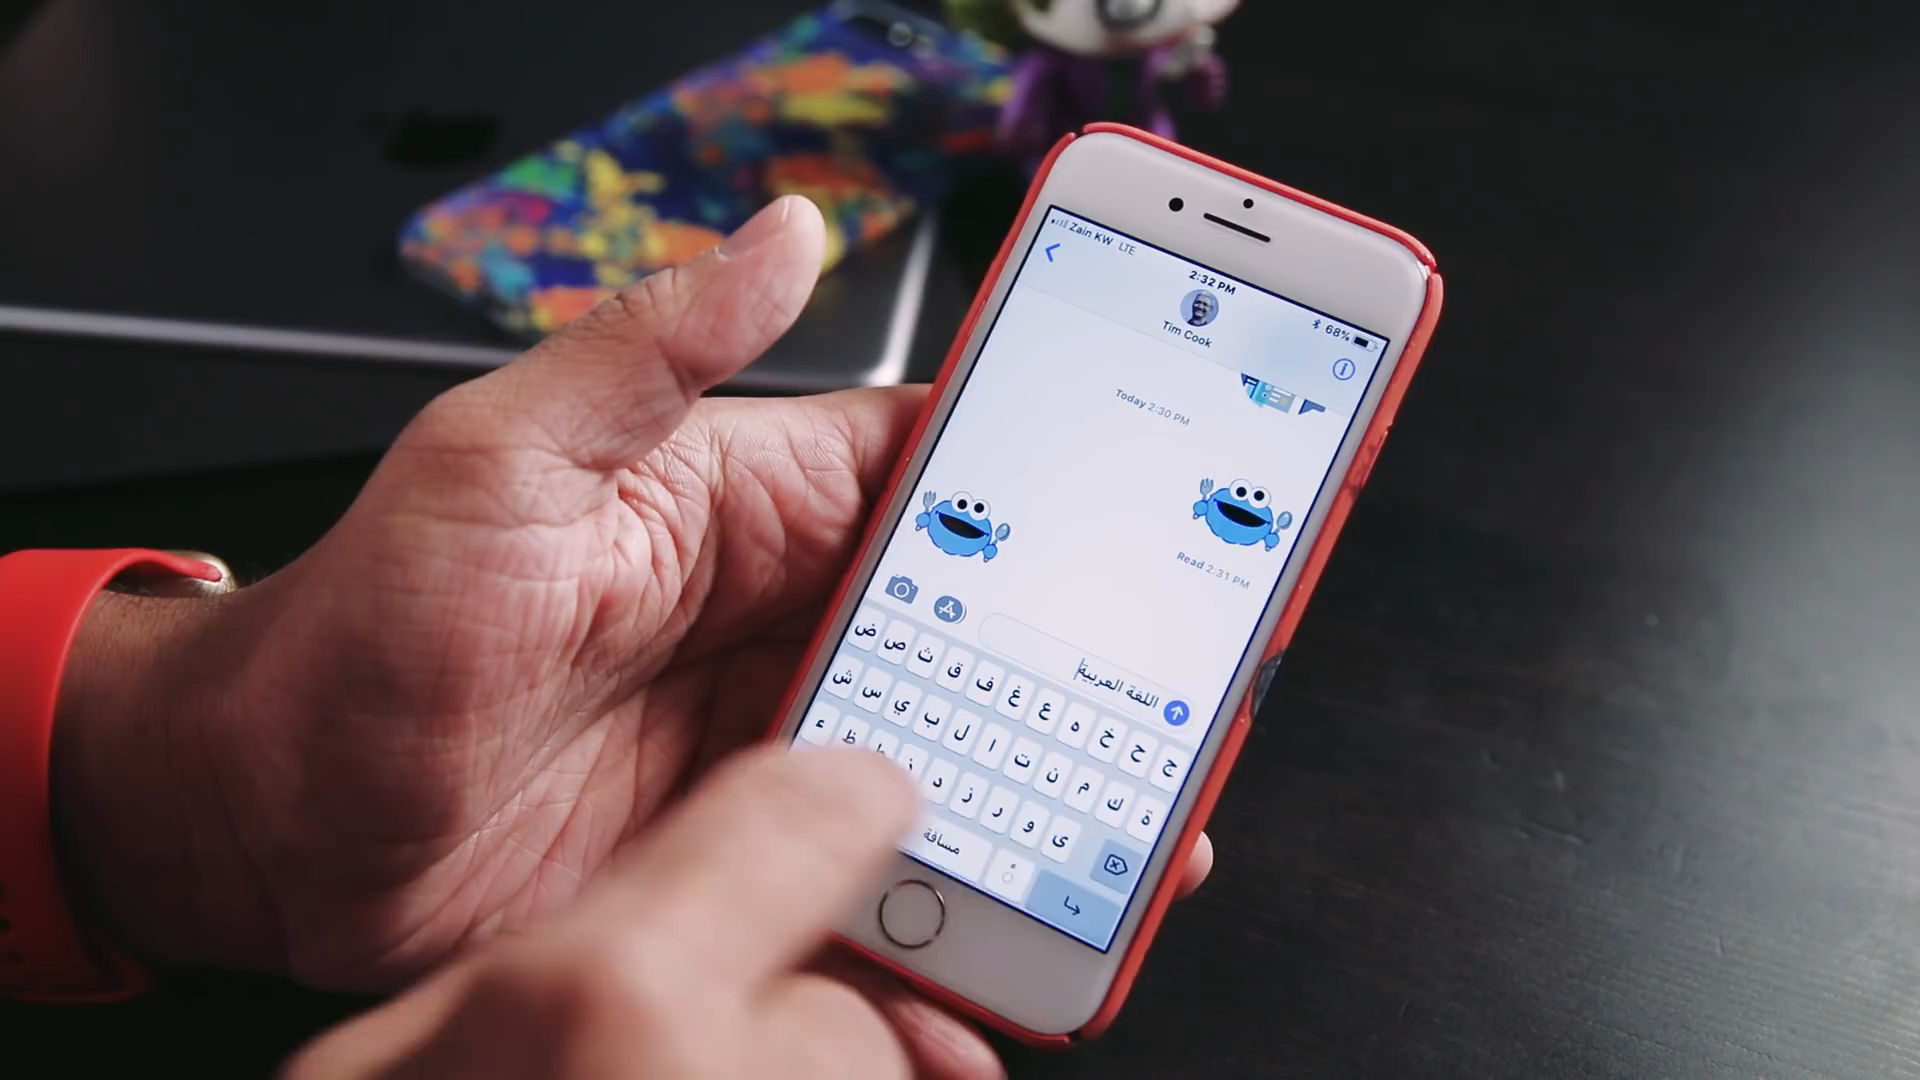 Zain KW LTE
2:32 PM
68%
Tim Cook
Today 2:30 PM
Read 2:31 PM
اللغة العربية
ض ص ث ق ف غ ع ه خ ح ج
ش س ي ب ل ا ت ن م ك ة
ء ظ د ز ر و ى
مسافة